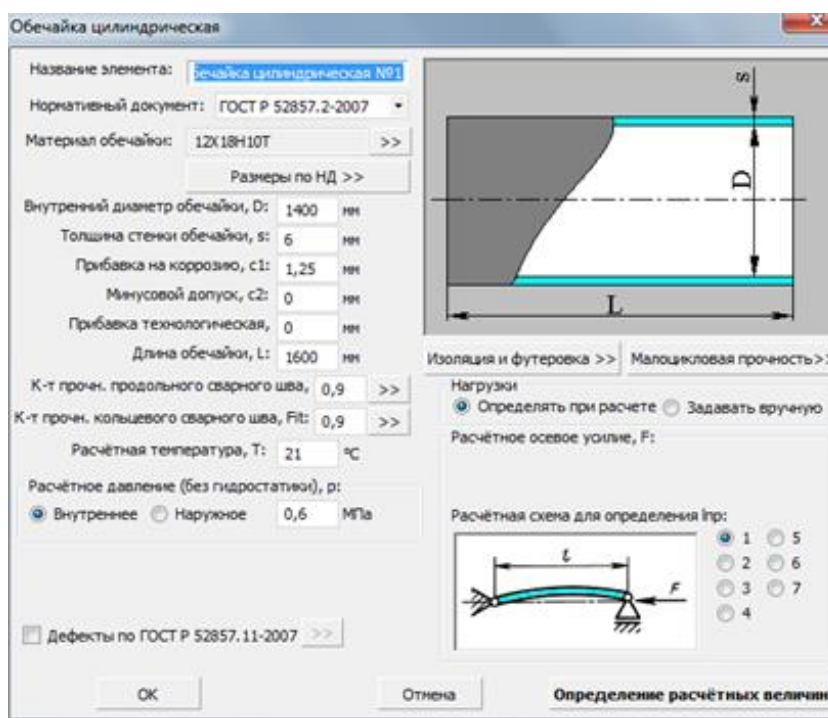 Обечайка цилиндрическая
Название элемента: бечайка цилиндрическая №1
Нормативный документ: ГОСТ Р 52857.2-2007
Материал обечайки: 12Х18Н10Т >>
Размеры по НД >>
Внутренний диаметр обечайки, D: 1400 мм
Толщина стенки обечайки, s: 6 мм
Прибавка на коррозию, c1: 1,25 мм
Минусовой допуск, c2: 0 мм
Прибавка технологическая, 0 мм
Длина обечайки, L: 1600 мм
К-т прочн. продольного сварного шва, 0,9 >>
К-т прочн. кольцевого сварного шва, Fit: 0,9 >>
Расчётная температура, T: 21 ºC
Расчётное давление (без гидростатики), p:
Внутреннее Наружное 0,6 МПа
Дефекты по ГОСТ Р 52857.11-2007 >>
s
D
L
Изоляция и футеровка >> Малоцикловая прочность>>
Нагрузки
Определять при расчете Задавать вручную
Расчётное осевое усилие, F:
Расчётная схема для определения lпр:
ℓ
F
1 5
2 6
3 7
4
OK Отмена Определение расчётных величин